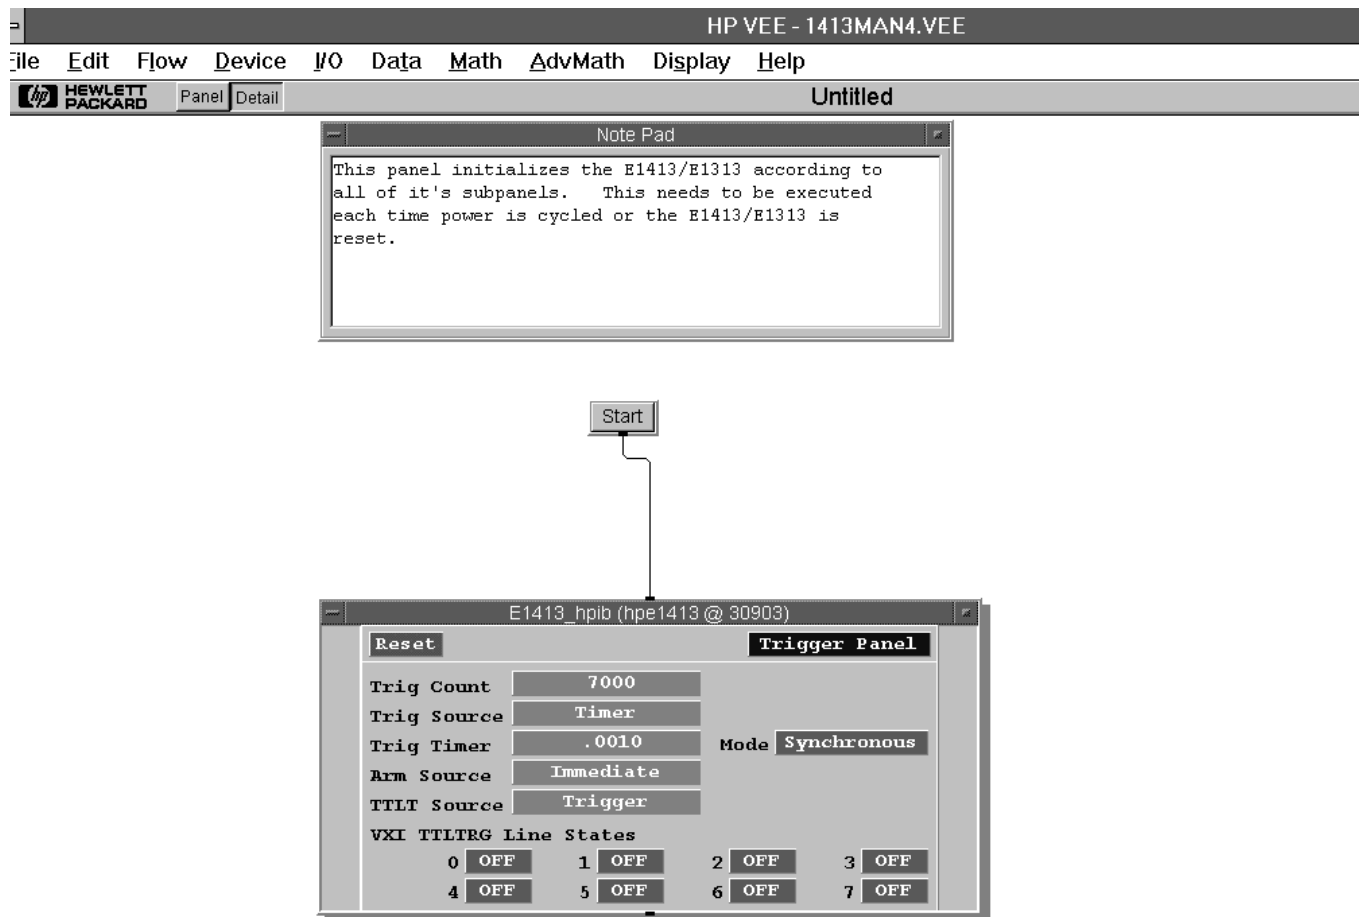 HP VEE - 1413MAN4.VEE
File Edit Flow Device I/O Data Math AdvMath Display Help
hp HEWLETT PACKARD Panel Detail Untitled
Note Pad
This panel initializes the E1413/E1313 according to
all of it's subpanels. This needs to be executed
each time power is cycled or the E1413/E1313 is
reset.
Start
E1413_hpib (hpe1413 @ 30903)
Reset Trigger Panel
Trig Count 7000
Trig Source Timer
Trig Timer .0010 Mode Synchronous
Arm Source Immediate
TTLT Source Trigger
VXI TTLTRG Line States
0 OFF 1 OFF 2 OFF 3 OFF
4 OFF 5 OFF 6 OFF 7 OFF